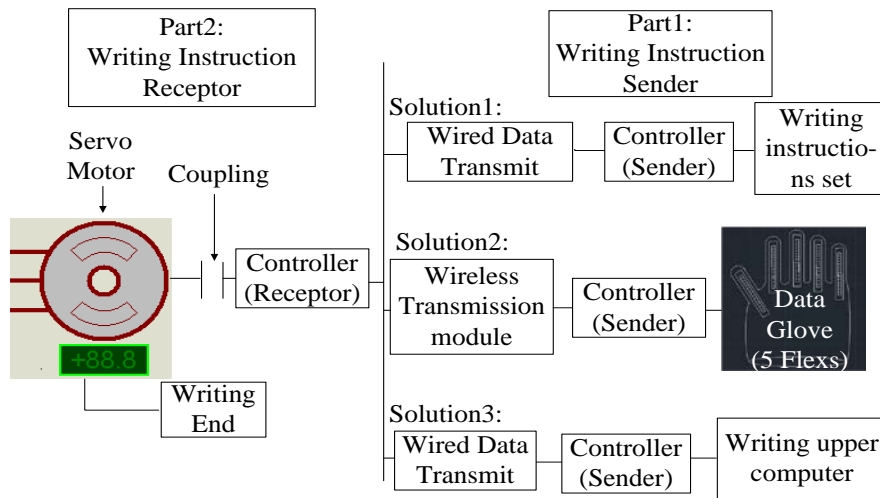 Part2:
Writing Instruction
Receptor
Part1:
Writing Instruction
Sender
Servo
Motor
Coupling
+88.8
Writing
End
Controller
(Receptor)
Solution1:
Wired Data
Transmit
Controller
(Sender)
Writing
instructio-
ns set
Solution2:
Wireless
Transmission
module
Controller
(Sender)
Data
Glove
(5 Flexs)
Solution3:
Wired Data
Transmit
Controller
(Sender)
Writing upper
computer